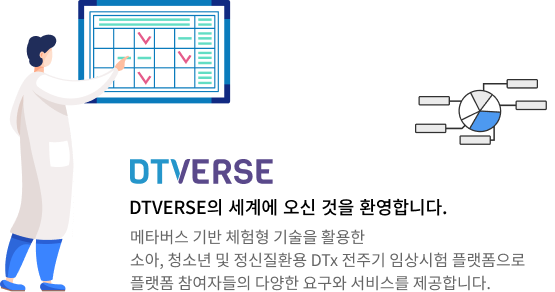 DTVERSE
DTVERSE의 세계에 오신 것을 환영합니다.
메타버스 기반 체험형 기술을 활용한
소아, 청소년 및 정신질환용 DTx 전주기 임상시험 플랫폼으로
플랫폼 참여자들의 다양한 요구와 서비스를 제공합니다.